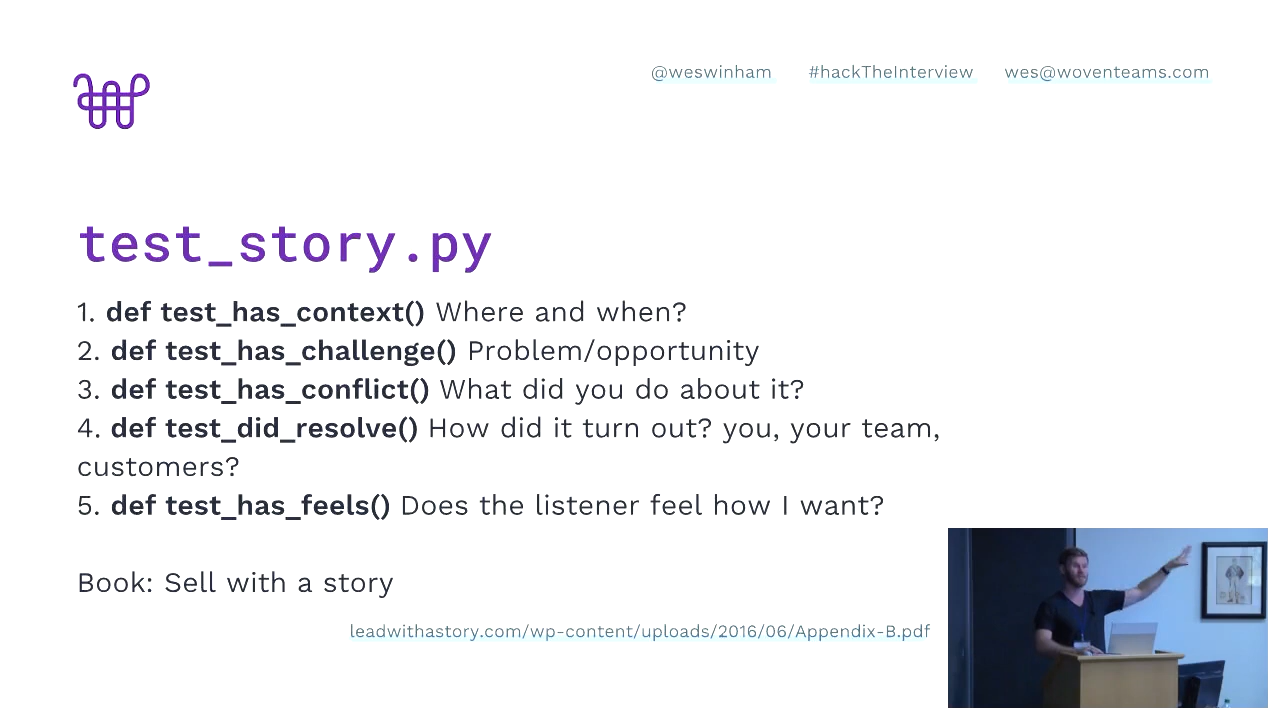 @weswinham #hackTheInterview wes@woventeams.com
test_story.py
1. def test_has_context() Where and when?
2. def test_has_challenge() Problem/opportunity
3. def test_has_conflict() What did you do about it?
4. def test_did_resolve() How did it turn out? you, your team,
customers?
5. def test_has_feels() Does the listener feel how I want?
Book: Sell with a story
leadwithastory.com/wp-content/uploads/2016/06/Appendix-B.pdf